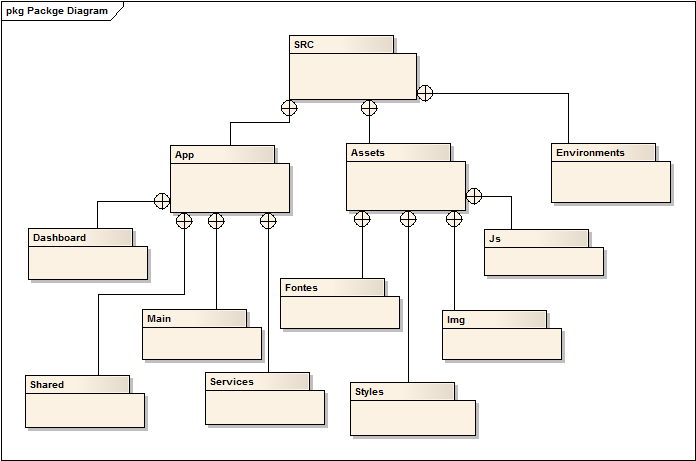 pkg Packge Diagram
SRC
App
Assets
Environments
Dashboard
Js
Fontes
Main
Img
Shared
Services
Styles